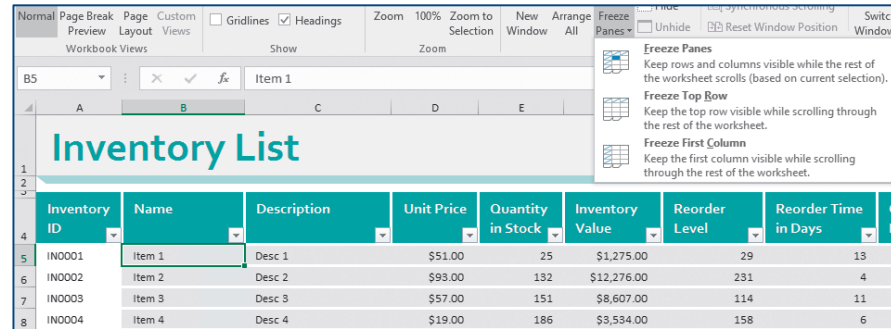 Normal Page Break Page Custom Gridlines Headings Zoom 100% Zoom to New Arrange Freeze Hide Synchronous Scrolling
Preview Layout Views Selection Window All Panes Unhide Reset Window Position
Workbook Views Show Zoom
Freeze Panes
Keep rows and columns visible while the rest of
the worksheet scrolls (based on current selection).
Freeze Top Row
Keep the top row visible while scrolling through
the rest of the worksheet.
Freeze First Column
Keep the first column visible while scrolling
through the rest of the worksheet.
B5 fx Item 1
A B C D E
1 Inventory List
2
3
4 Inventory ID Name Description Unit Price Quantity in Stock Inventory Value Reorder Level Reorder Time in Days
5 IN0001 Item 1 Desc 1 $51.00 25 $1,275.00 29 13
6 IN0002 Item 2 Desc 2 $93.00 132 $12,276.00 231 4
7 IN0003 Item 3 Desc 3 $57.00 151 $8,607.00 114 11
8 IN0004 Item 4 Desc 4 $19.00 186 $3,534.00 158 6